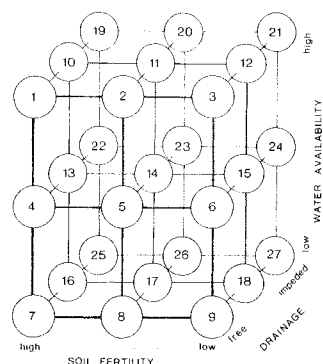 19 20 21
10 11 12 high
1 2 3
22 23 24
13 14 15
4 5 6
25 26 27 low
16 17 18 impeded
7 8 9 free
high low
SOIL FERTILITY
DRAINAGE
WATER AVAILABILITY